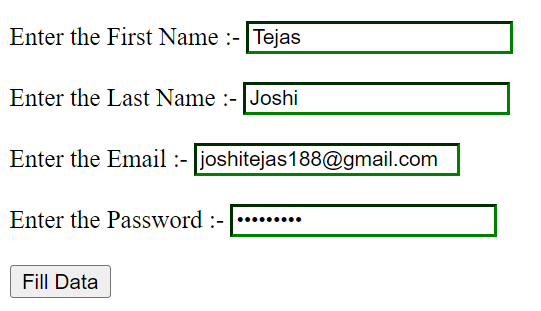 Enter the First Name :- Tejas
Enter the Last Name :- Joshi
Enter the Email :- joshitejas188@gmail.com
Enter the Password :- •••••••••
Fill Data